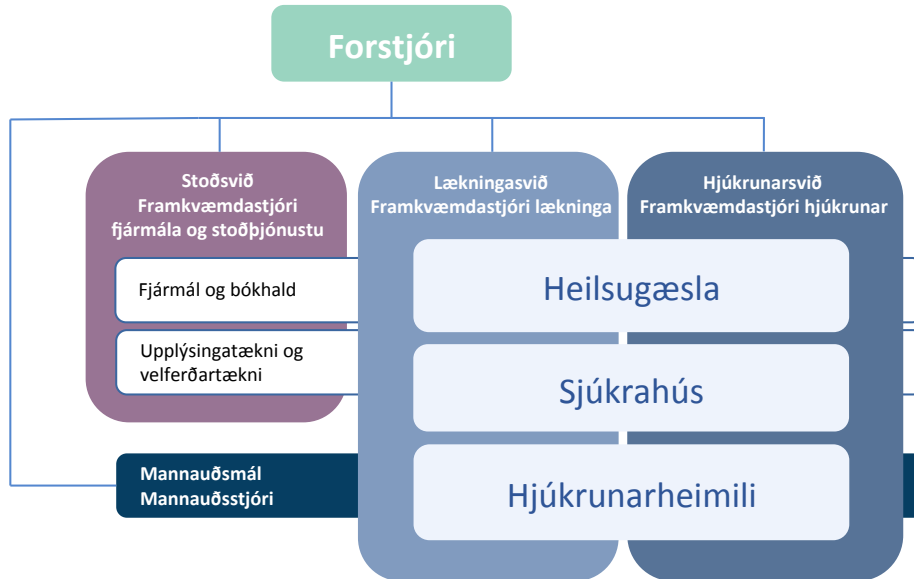 Forstjóri
Stoðsvið
Framkvæmdastjóri
fjármála og stoðþjónustu
Lækningasvið
Framkvæmdastjóri lækninga
Hjúkrunarsvið
Framkvæmdastjóri hjúkrunar
Fjármál og bókhald
Heilsugæsla
Upplýsingatækni og
velferðartækni
Sjúkrahús
Mannauðsmál
Mannauðsstjóri
Hjúkrunarheimili